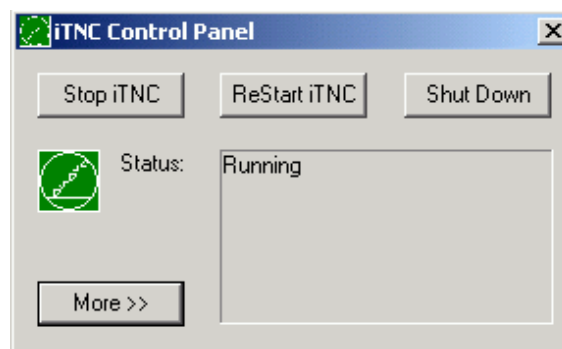 iTNC Control Panel
Stop iTNC
ReStart iTNC
Shut Down
Status:
Running
More >>